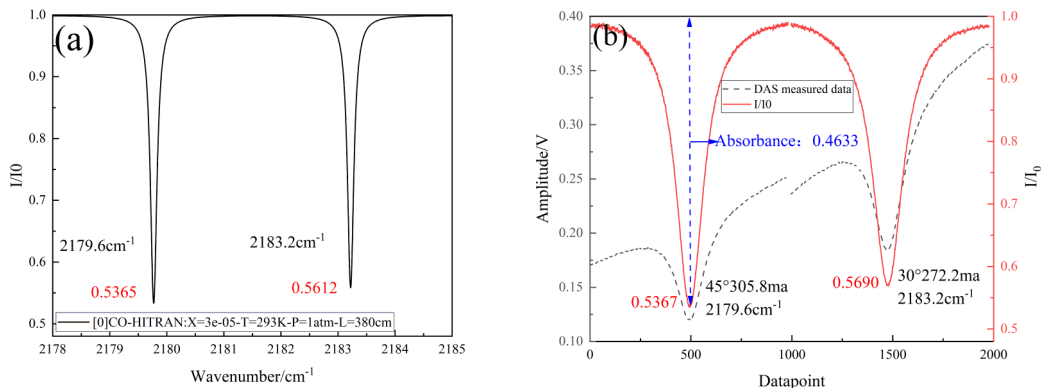 (a)
1.0
0.9
0.8
0.7
0.6
0.5
I/I0
2179.6cm-1
2183.2cm-1
0.5365
0.5612
[0]CO-HITRAN:X=3e-05-T=293K-P=1atm-L=380cm
2178 2179 2180 2181 2182 2183 2184 2185
Wavenumber/cm-1
(b)
0.40
0.35
0.30
0.25
0.20
0.15
0.10
Amplitude/V
DAS measured data
I/I0
Absorbance：0.4633
0.5367
45°305.8ma
2179.6cm-1
0.5690
30°272.2ma
2183.2cm-1
0 500 1000 1500 2000
Datapoint
1.0
0.9
0.8
0.7
0.6
0.5
I/I0